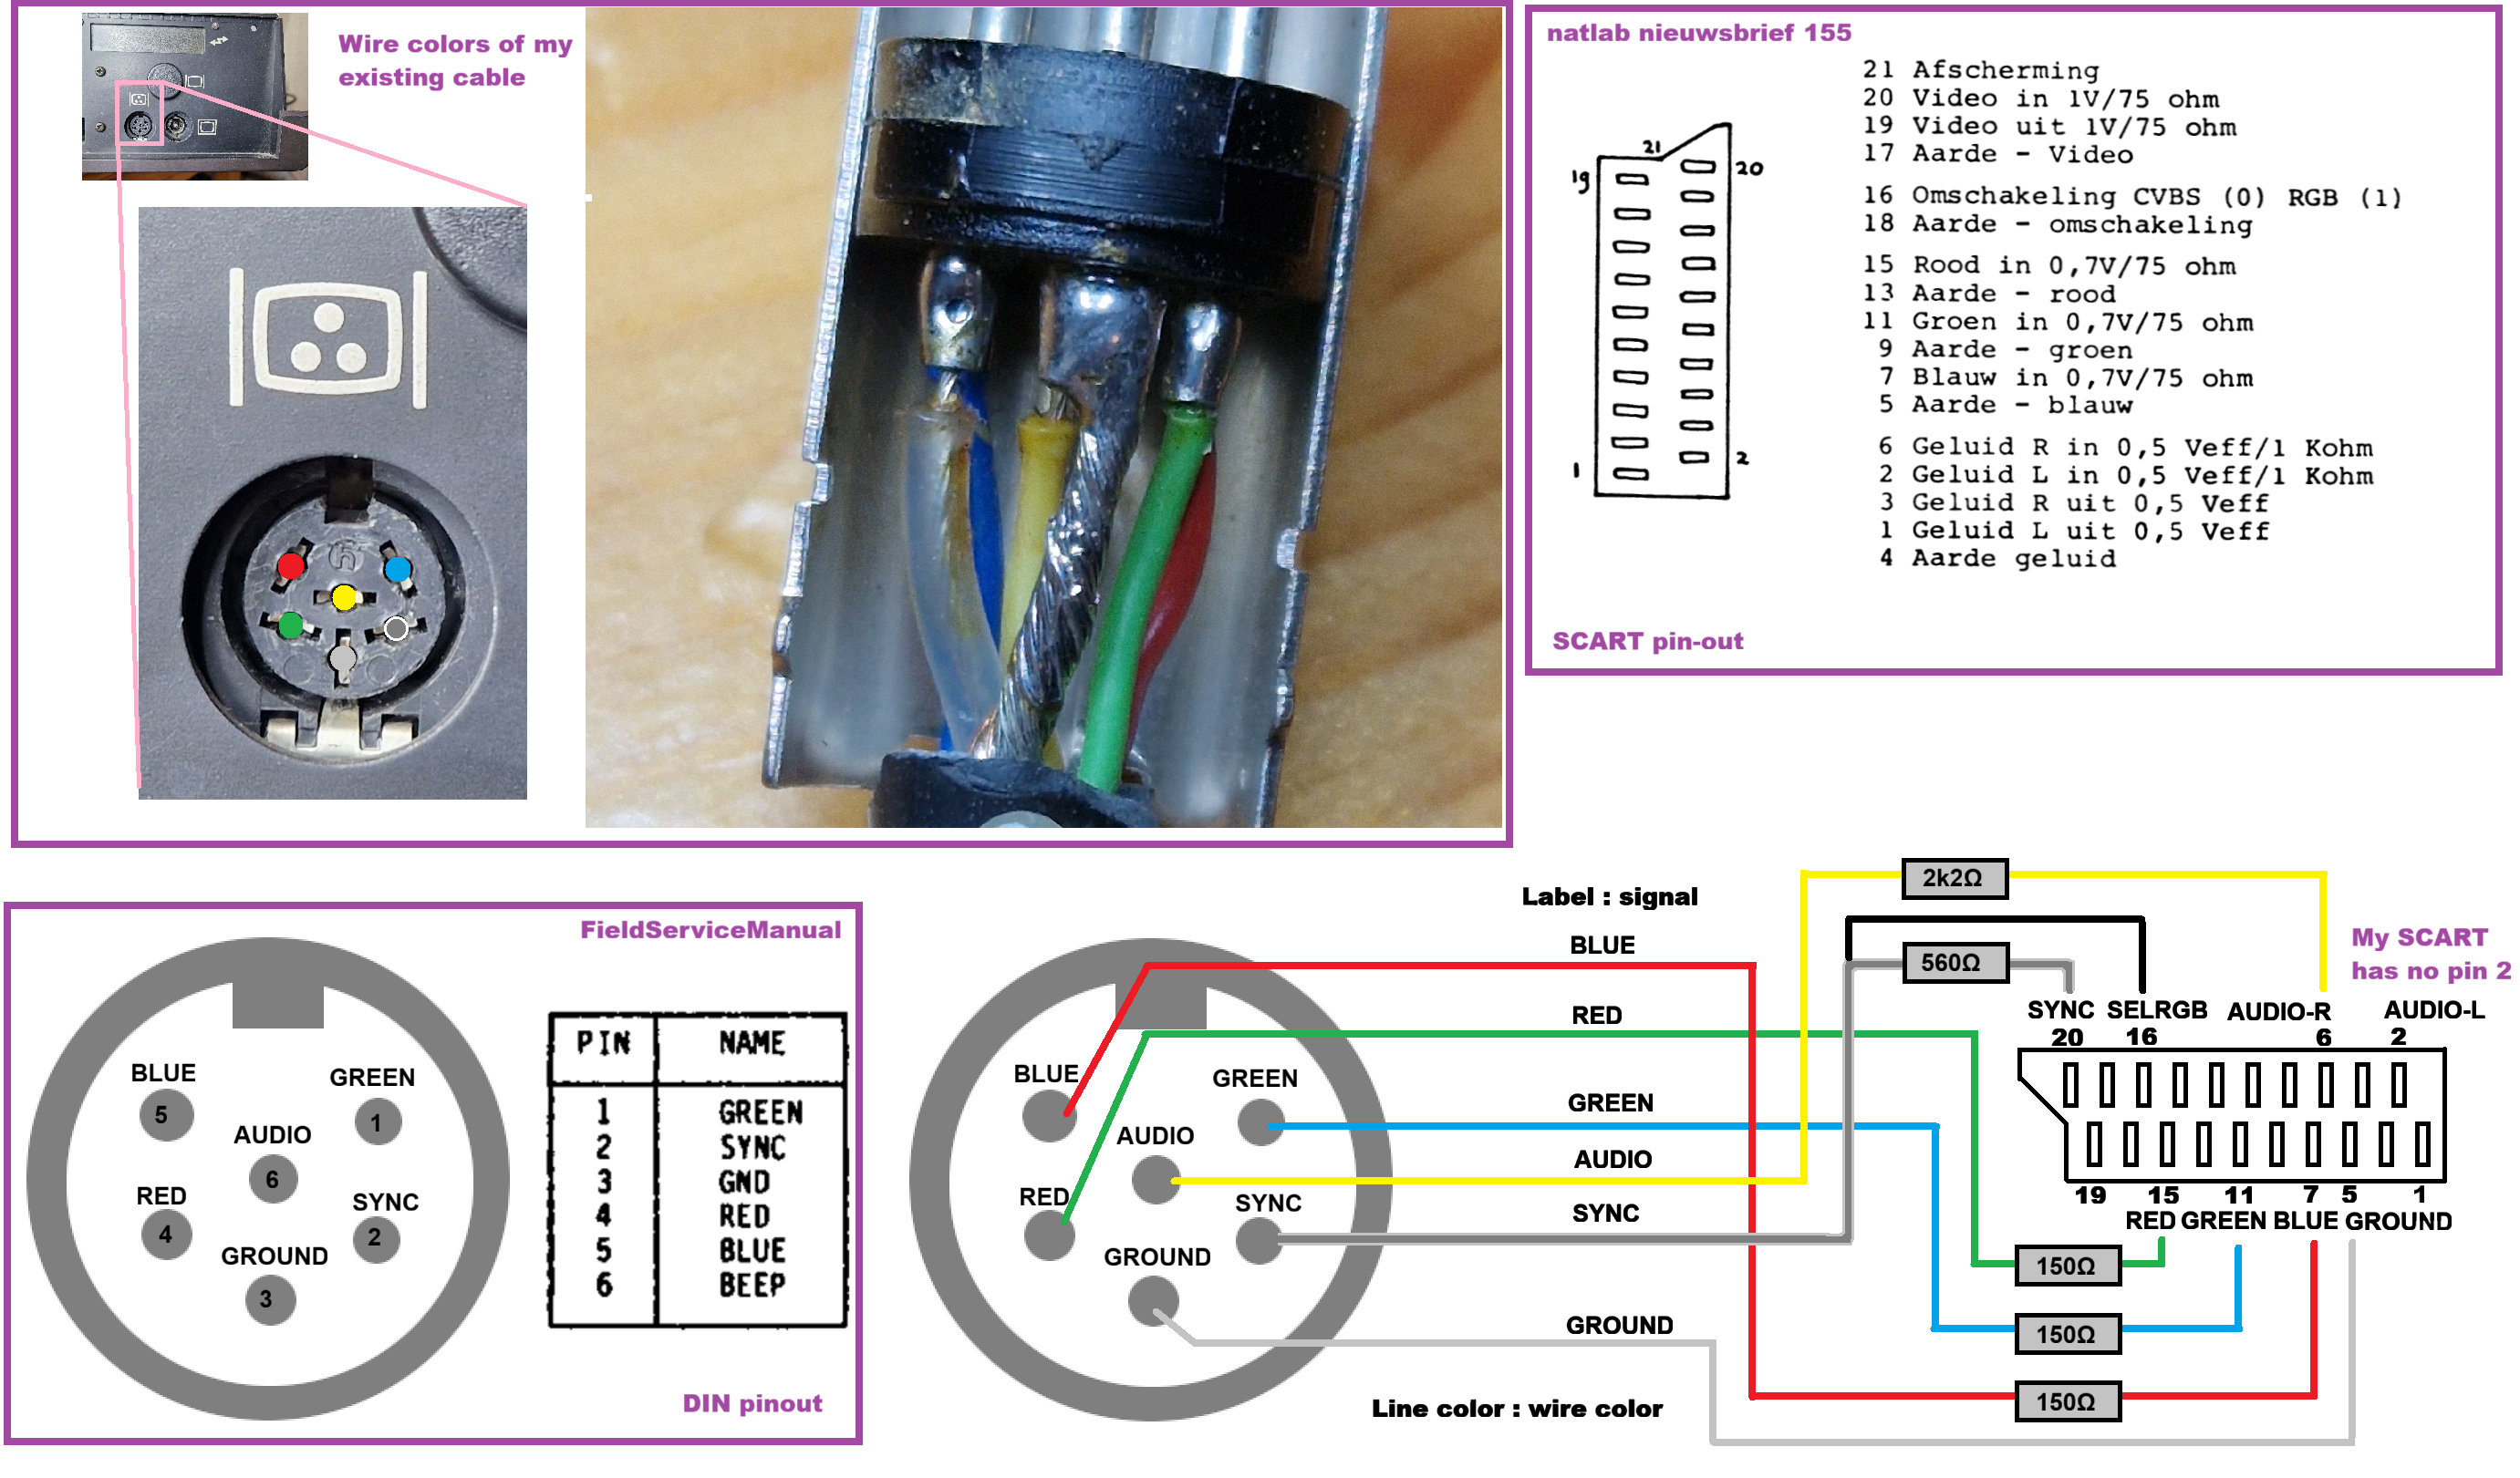 Wire colors of my
existing cable
natlab nieuwsbrief 155
21 Afscherming
20 Video in 1V/75 ohm
19 Video uit 1V/75 ohm
17 Aarde - Video
16 Omschakeling CVBS (0) RGB (1)
18 Aarde - omschakeling
15 Rood in 0,7V/75 ohm
13 Aarde - rood
11 Groen in 0,7V/75 ohm
9 Aarde - groen
7 Blauw in 0,7V/75 ohm
5 Aarde - blauw
6 Geluid R in 0,5 Veff/1 Kohm
2 Geluid L in 0,5 Veff/1 Kohm
3 Geluid R uit 0,5 Veff
1 Geluid L uit 0,5 Veff
4 Aarde geluid
21
19
20
1
2
SCART pin-out
FieldServiceManual
BLUE
5
GREEN
1
AUDIO
6
RED
4
SYNC
2
GROUND
3
PIN NAME
1 GREEN
2 SYNC
3 GND
4 RED
5 BLUE
6 BEEP
DIN pinout
Label : signal
BLUE
RED
GREEN
AUDIO
SYNC
GROUND
Line color : wire color
BLUE
GREEN
AUDIO
RED
SYNC
GROUND
2k2Ω
560Ω
My SCART
has no pin 2
SYNC SELRGB AUDIO-R AUDIO-L
20 16 6 2
19 15 11 7 5 1
RED GREEN BLUE GROUND
150Ω
150Ω
150Ω